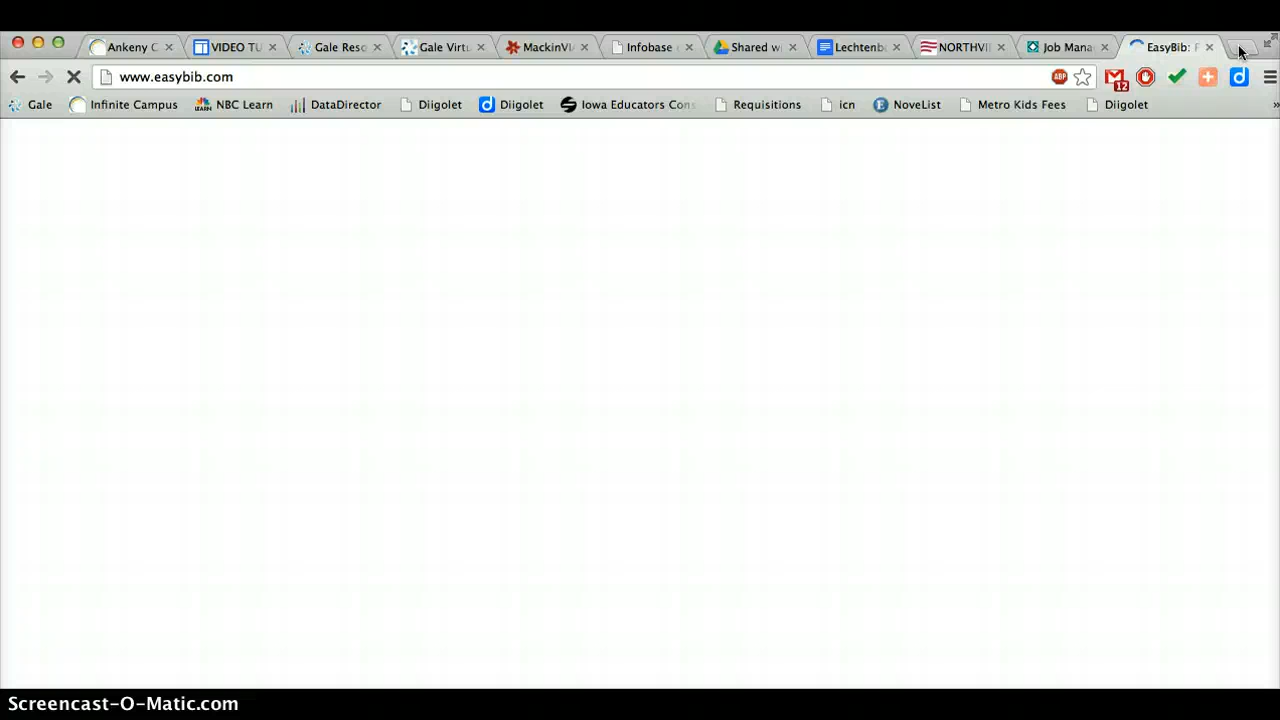 Ankeny C VIDEO TU Gale Reso Gale Virtu MackinVI Infobase Shared w Lechtenb NORTHVI Job Mana EasyBib: F
www.easybib.com 12
Gale Infinite Campus NBC Learn DataDirector Diigolet Diigolet Iowa Educators Cons Requisitions icn NoveList Metro Kids Fees Diigolet »
Screencast-O-Matic.com